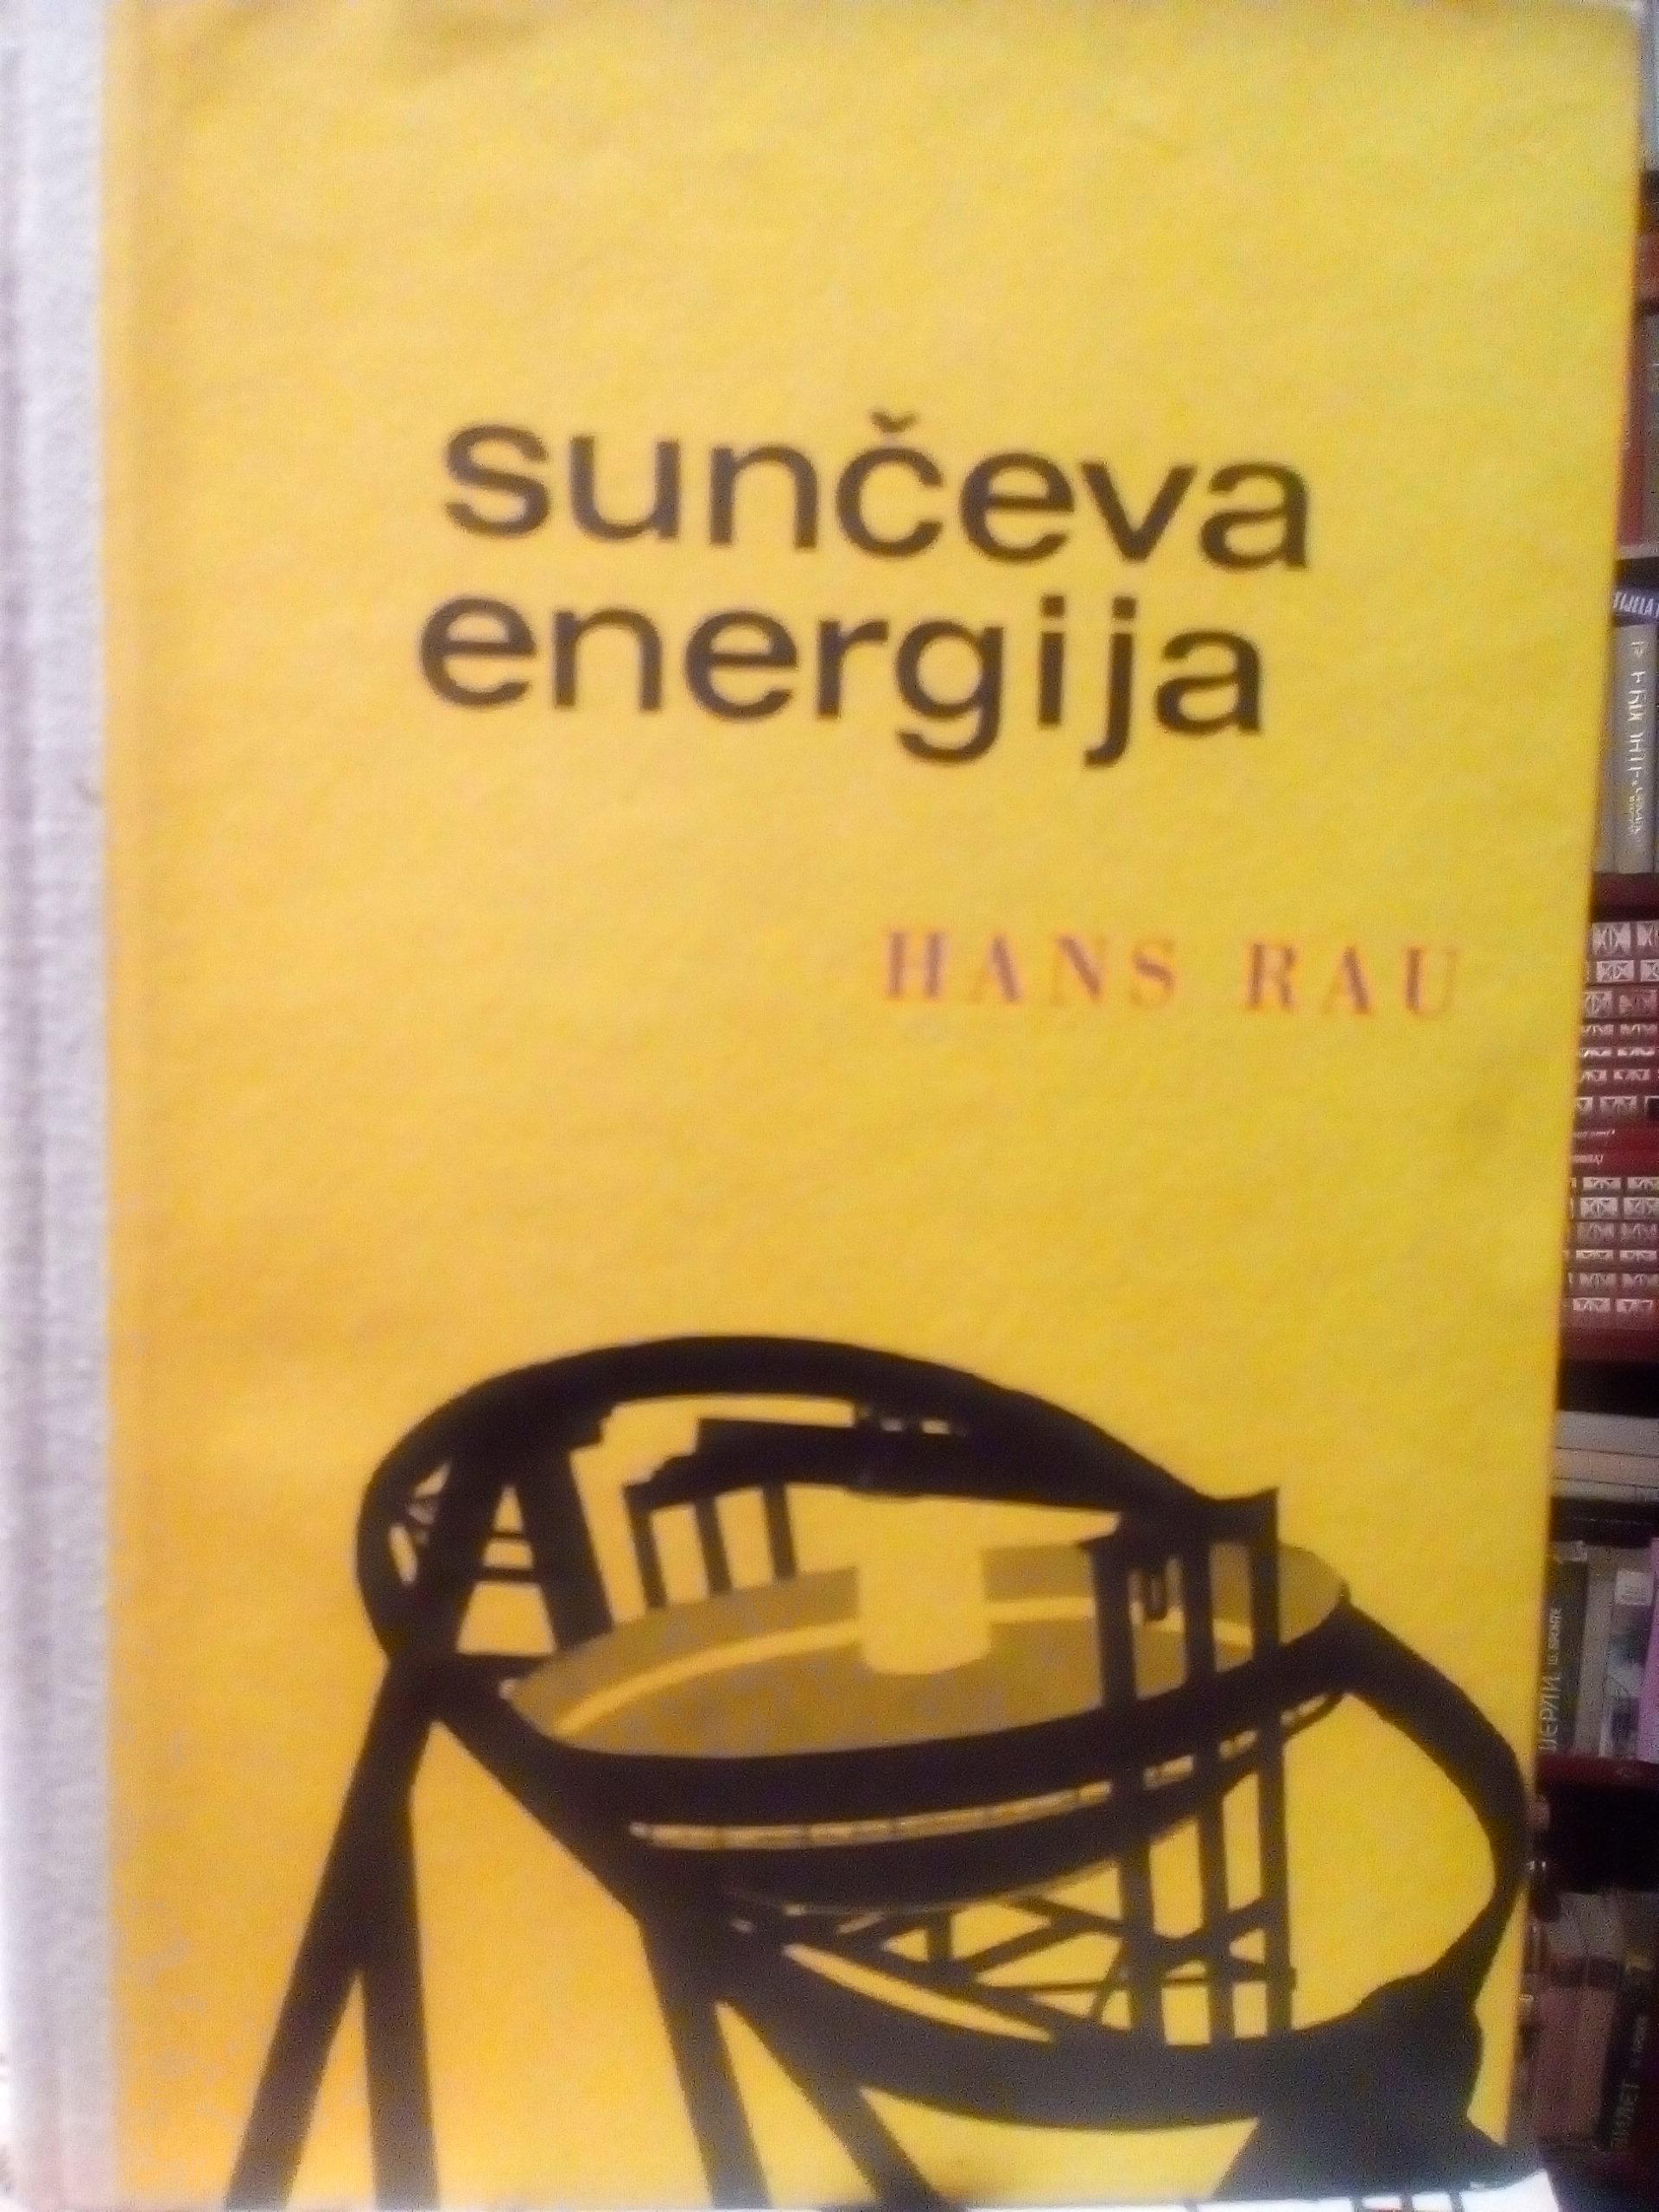 sunčeva
energija
HANS RAU